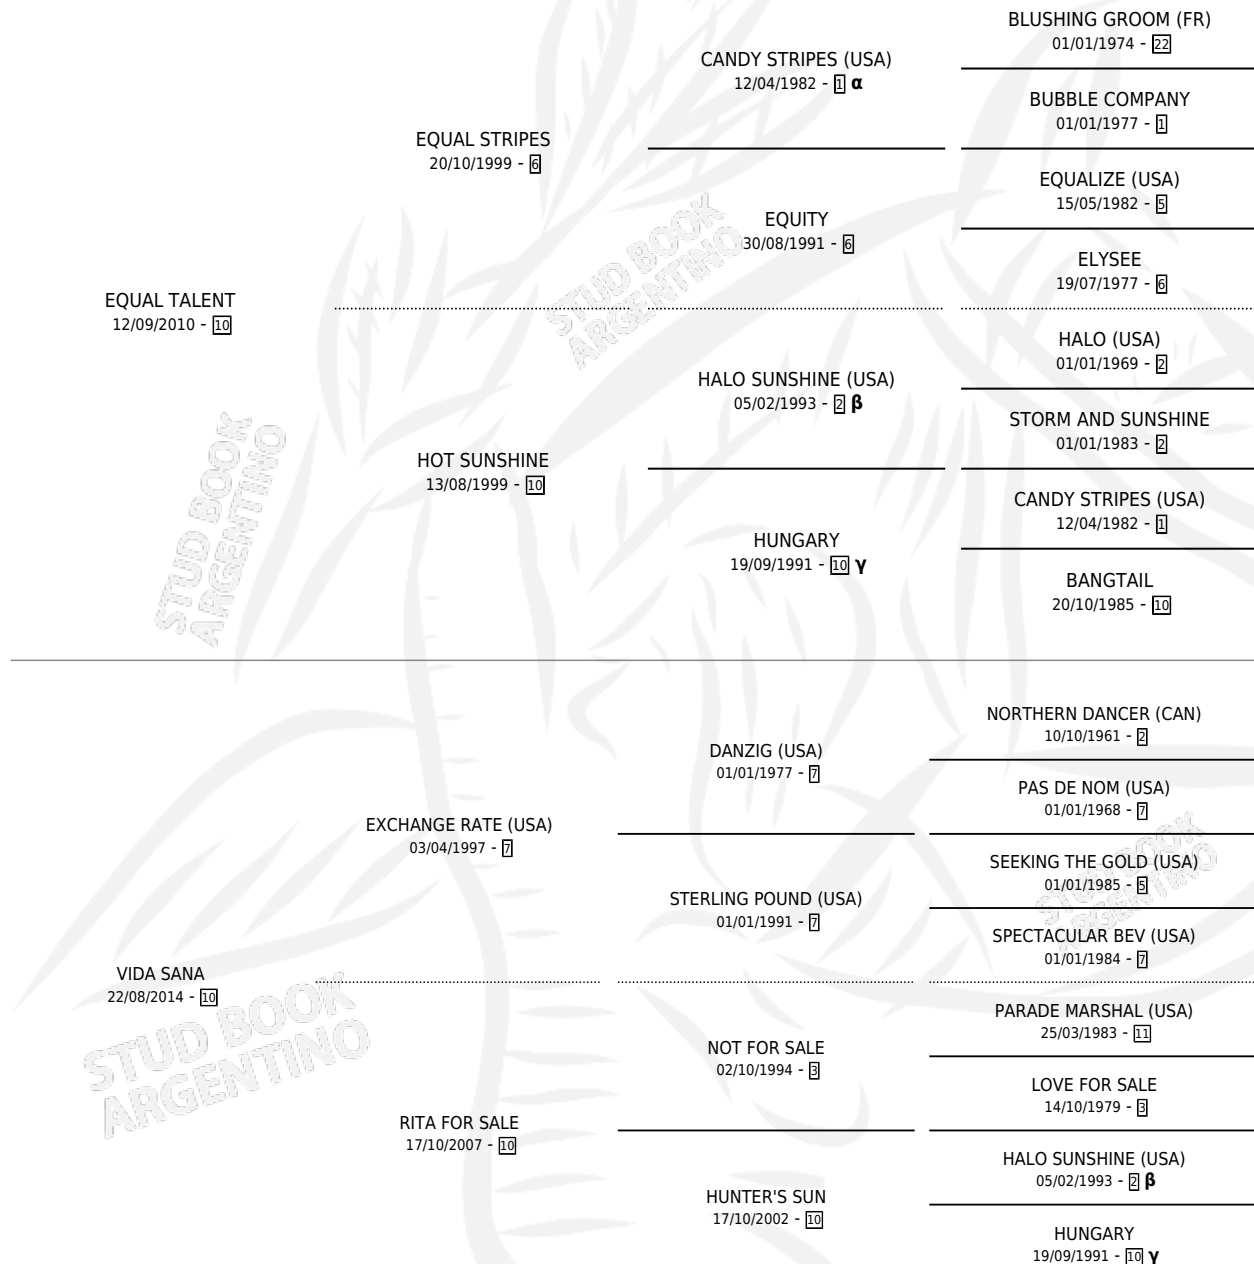 BLUSHING GROOM (FR)
01/01/1974 - 22
CANDY STRIPES (USA)
12/04/1982 - 1 α
BUBBLE COMPANY
01/01/1977 - 1
EQUAL STRIPES
20/10/1999 - 6
EQUALIZE (USA)
15/05/1982 - 5
EQUITY
30/08/1991 - 6
ELYSEE
19/07/1977 - 6
EQUAL TALENT
12/09/2010 - 10
HALO (USA)
01/01/1969 - 2
HALO SUNSHINE (USA)
05/02/1993 - 2 β
STORM AND SUNSHINE
01/01/1983 - 2
HOT SUNSHINE
13/08/1999 - 10
CANDY STRIPES (USA)
12/04/1982 - 1
HUNGARY
19/09/1991 - 10 γ
BANGTAIL
20/10/1985 - 10
NORTHERN DANCER (CAN)
10/10/1961 - 2
DANZIG (USA)
01/01/1977 - 7
PAS DE NOM (USA)
01/01/1968 - 7
EXCHANGE RATE (USA)
03/04/1997 - 7
SEEKING THE GOLD (USA)
01/01/1985 - 5
STERLING POUND (USA)
01/01/1991 - 7
SPECTACULAR BEV (USA)
01/01/1984 - 7
VIDA SANA
22/08/2014 - 10
PARADE MARSHAL (USA)
25/03/1983 - 11
NOT FOR SALE
02/10/1994 - 3
LOVE FOR SALE
14/10/1979 - 3
RITA FOR SALE
17/10/2007 - 10
HALO SUNSHINE (USA)
05/02/1993 - 2 β
HUNTER'S SUN
17/10/2002 - 10
HUNGARY
19/09/1991 - 10 γ
STUD BOOK
ARGENTINO
STUD BOOK
ARGENTINO
STUD BOOK
ARGENTINO
STUD BOOK
ARGENTINO